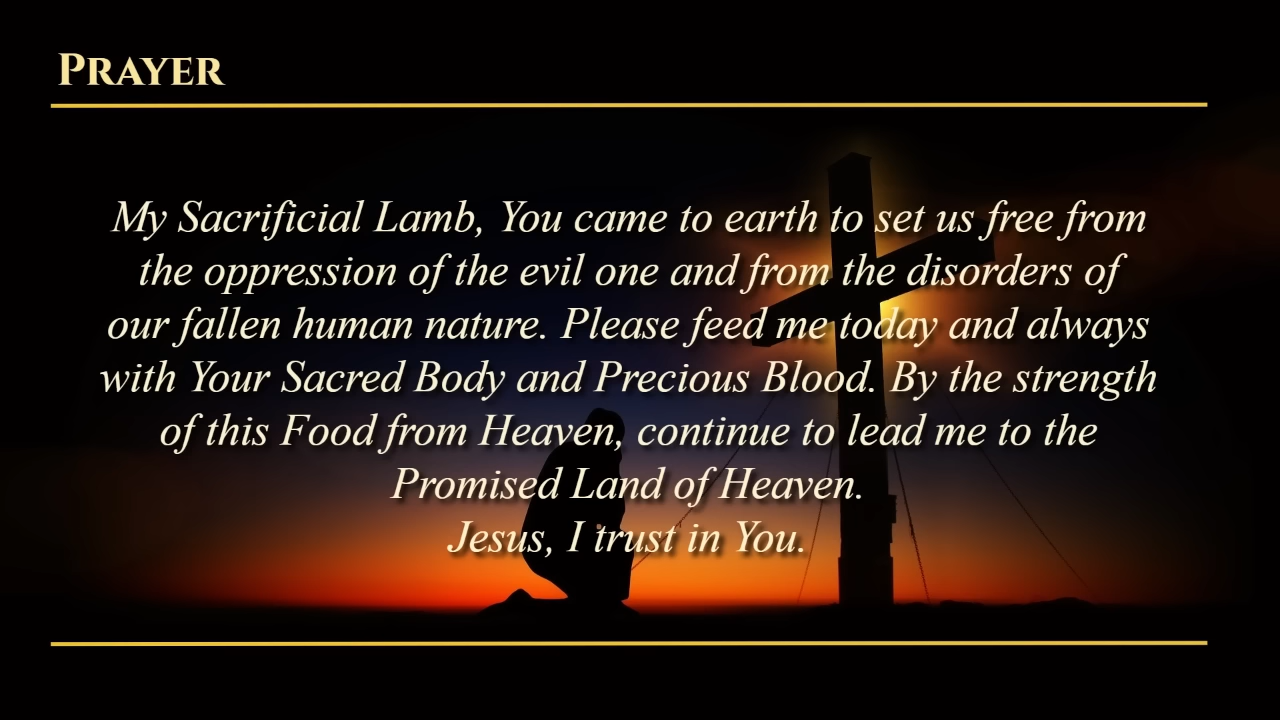 PRAYER
My Sacrificial Lamb, You came to earth to set us free from
the oppression of the evil one and from the disorders of
our fallen human nature. Please feed me today and always
with Your Sacred Body and Precious Blood. By the strength
of this Food from Heaven, continue to lead me to the
Promised Land of Heaven.
Jesus, I trust in You.